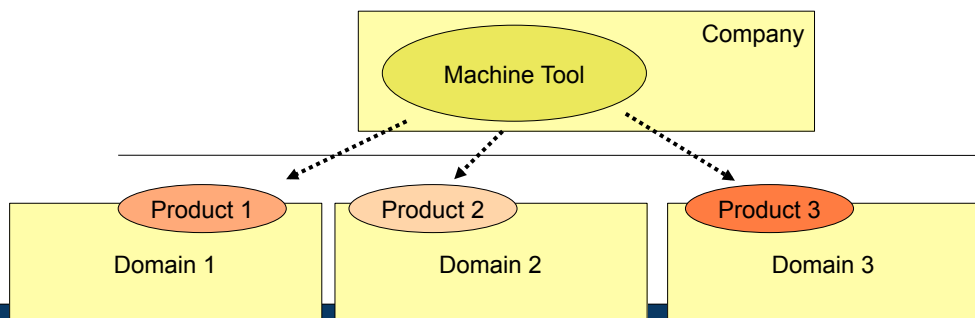 Company
Machine Tool
Product 1
Product 2
Product 3
Domain 1
Domain 2
Domain 3